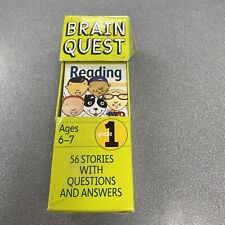 BRAIN
QUEST
Reading
Ages
6-7
grade
1
56 STORIES
WITH
QUESTIONS
AND ANSWERS